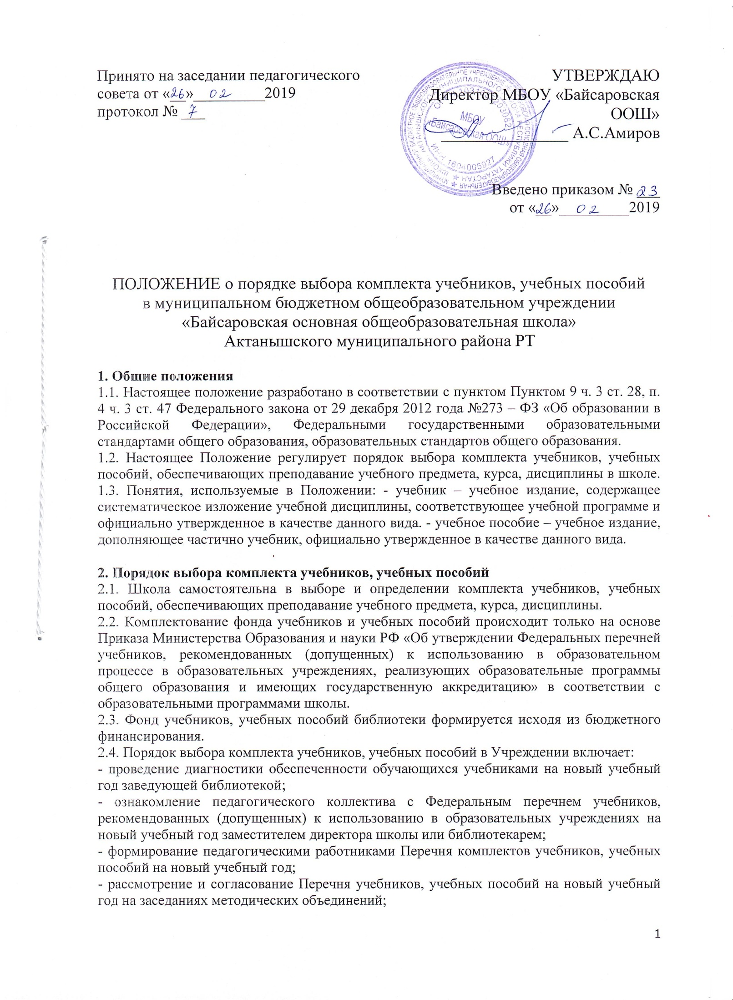 Принято на заседании педагогического
совета от «26» 02 2019
протокол № 7
УТВЕРЖДАЮ
Директор МБОУ «Байсаровская
ООШ»
А.С.Амиров
МБОУ
«Байсаровская ООШ»
ИНН 1604005927
Введено приказом № 23
от «26» 02 2019
ПОЛОЖЕНИЕ о порядке выбора комплекта учебников, учебных пособий
в муниципальном бюджетном общеобразовательном учреждении
«Байсаровская основная общеобразовательная школа»
Актанышского муниципального района РТ
1. Общие положения
1.1. Настоящее положение разработано в соответствии с пунктом Пунктом 9 ч. 3 ст. 28, п.
4 ч. 3 ст. 47 Федерального закона от 29 декабря 2012 года №273 – ФЗ «Об образовании в
Российской Федерации», Федеральными государственными образовательными
стандартами общего образования, образовательных стандартов общего образования.
1.2. Настоящее Положение регулирует порядок выбора комплекта учебников, учебных
пособий, обеспечивающих преподавание учебного предмета, курса, дисциплины в школе.
1.3. Понятия, используемые в Положении: - учебник – учебное издание, содержащее
систематическое изложение учебной дисциплины, соответствующее учебной программе и
официально утвержденное в качестве данного вида. - учебное пособие – учебное издание,
дополняющее частично учебник, официально утвержденное в качестве данного вида.
2. Порядок выбора комплекта учебников, учебных пособий
2.1. Школа самостоятельна в выборе и определении комплекта учебников, учебных
пособий, обеспечивающих преподавание учебного предмета, курса, дисциплины.
2.2. Комплектование фонда учебников и учебных пособий происходит только на основе
Приказа Министерства Образования и науки РФ «Об утверждении Федеральных перечней
учебников, рекомендованных (допущенных) к использованию в образовательном
процессе в образовательных учреждениях, реализующих образовательные программы
общего образования и имеющих государственную аккредитацию» в соответствии с
образовательными программами школы.
2.3. Фонд учебников, учебных пособий библиотеки формируется исходя из бюджетного
финансирования.
2.4. Порядок выбора комплекта учебников, учебных пособий в Учреждении включает:
- проведение диагностики обеспеченности обучающихся учебниками на новый учебный
год заведующей библиотекой;
- ознакомление педагогического коллектива с Федеральным перечнем учебников,
рекомендованных (допущенных) к использованию в образовательных учреждениях на
новый учебный год заместителем директора школы или библиотекарем;
- формирование педагогическими работниками Перечня комплектов учебников, учебных
пособий на новый учебный год;
- рассмотрение и согласование Перечня учебников, учебных пособий на новый учебный
год на заседаниях методических объединений;
1